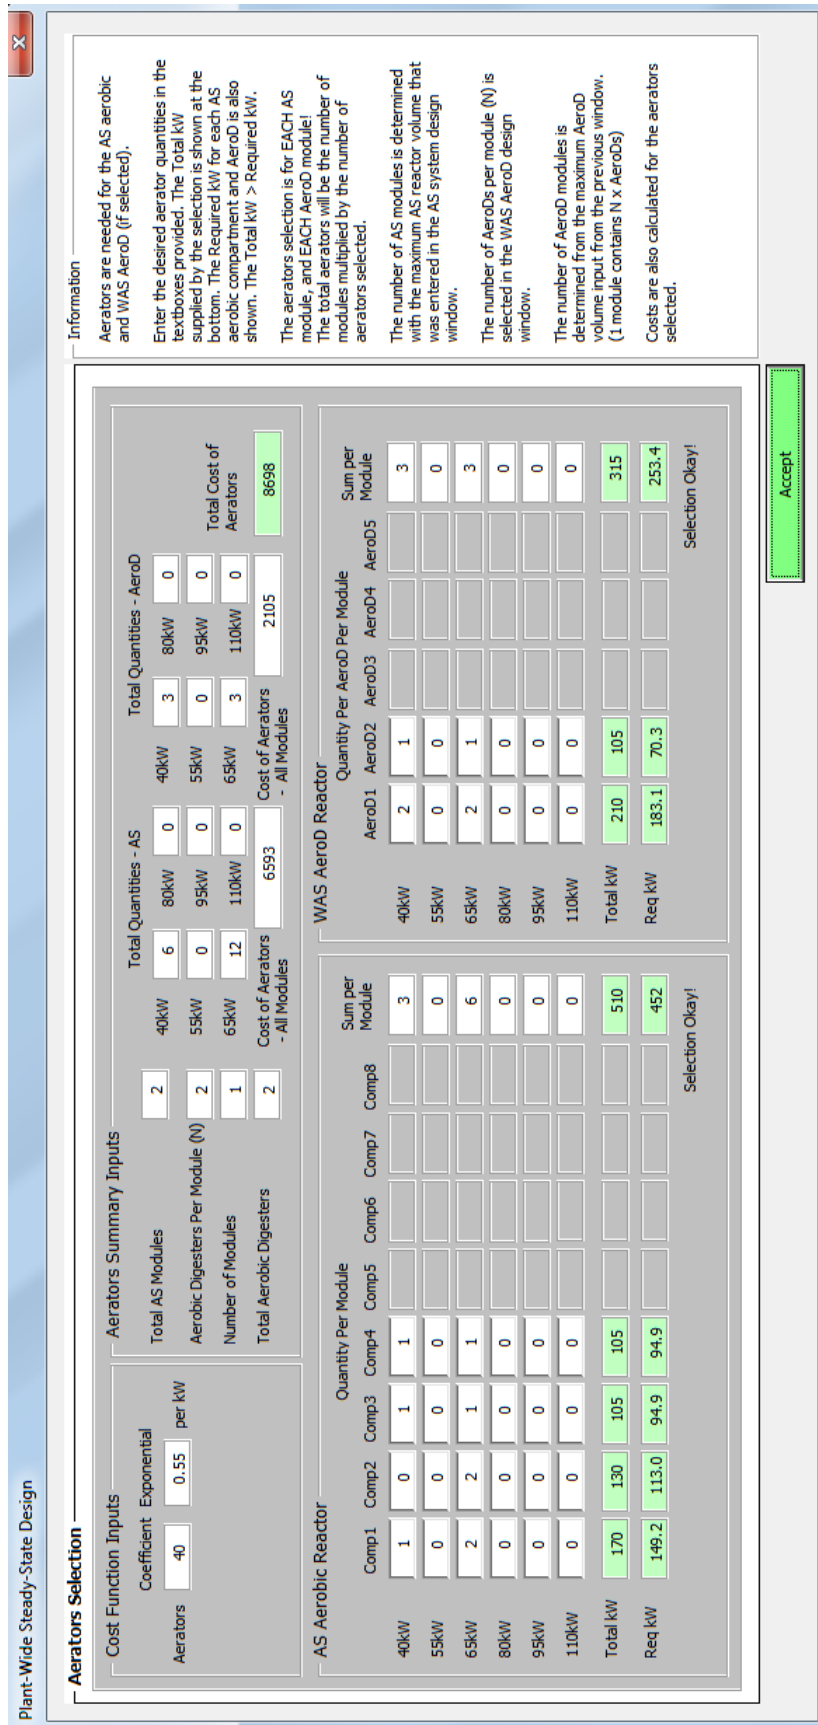 Plant-Wide Steady-State Design
x
Aerators Selection
Cost Function Inputs
Coefficient Exponential
Aerators 40 0.55 per kW
Aerators Summary Inputs
Total AS Modules 2
Aerobic Digesters Per Module (N) 2
Number of Modules 1
Total Aerobic Digesters 2
Total Quantities - AS
40kW 6 80kW 0
55kW 0 95kW 0
65kW 12 110kW 0
Cost of Aerators
- All Modules 6593
Total Quantities - AeroD
40kW 3 80kW 0
55kW 0 95kW 0
65kW 3 110kW 0
Cost of Aerators
- All Modules 2105
Total Cost of
Aerators
8698
AS Aerobic Reactor
Quantity Per Module
Sum per
Module
Comp1 Comp2 Comp3 Comp4 Comp5 Comp6 Comp7 Comp8
40kW 1 0 1 1 3
55kW 0 0 0 0 0
65kW 2 2 1 1 6
80kW 0 0 0 0 0
95kW 0 0 0 0 0
110kW 0 0 0 0 0
Total kW 170 130 105 105 510
Req kW 149.2 113.0 94.9 94.9 452
Selection Okay!
WAS AeroD Reactor
Quantity Per AeroD Per Module
Sum per
Module
AeroD1 AeroD2 AeroD3 AeroD4 AeroD5
40kW 2 1 3
55kW 0 0 0
65kW 2 1 3
80kW 0 0 0
95kW 0 0 0
110kW 0 0 0
Total kW 210 105 315
Req kW 183.1 70.3 253.4
Selection Okay!
Information
Aerators are needed for the AS aerobic
and WAS AeroD (if selected).
Enter the desired aerator quantities in the
textboxes provided. The Total kW
supplied by the selection is shown at the
bottom. The Required kW for each AS
aerobic compartment and AeroD is also
shown. The Total kW > Required kW.
The aerators selection is for EACH AS
module, and EACH AeroD module!
The total aerators will be the number of
modules multiplied by the number of
aerators selected.
The number of AS modules is determined
with the maximum AS reactor volume that
was entered in the AS system design
window.
The number of AeroDs per module (N) is
selected in the WAS AeroD design
window.
The number of AeroD modules is
determined from the maximum AeroD
volume input from the previous window.
(1 module contains N x AeroDs)
Costs are also calculated for the aerators
selected.
Accept